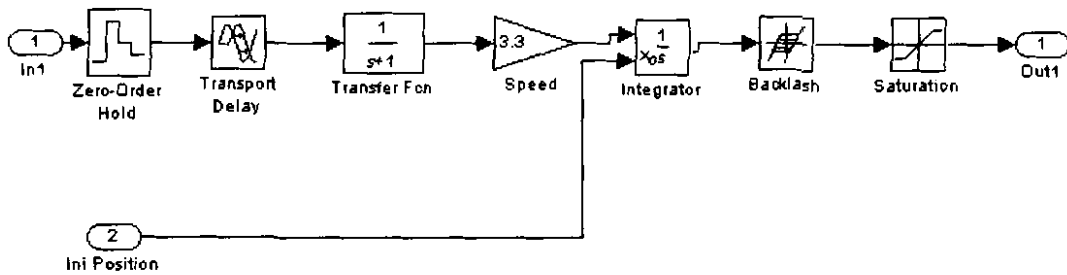 1
In1
Zero-Order
Hold
Transport
Delay
1
s+1
Transfer Fcn
3.3
Speed
1
xo s
Integrator
Backlash
Saturation
1
Out1
2
Ini Position